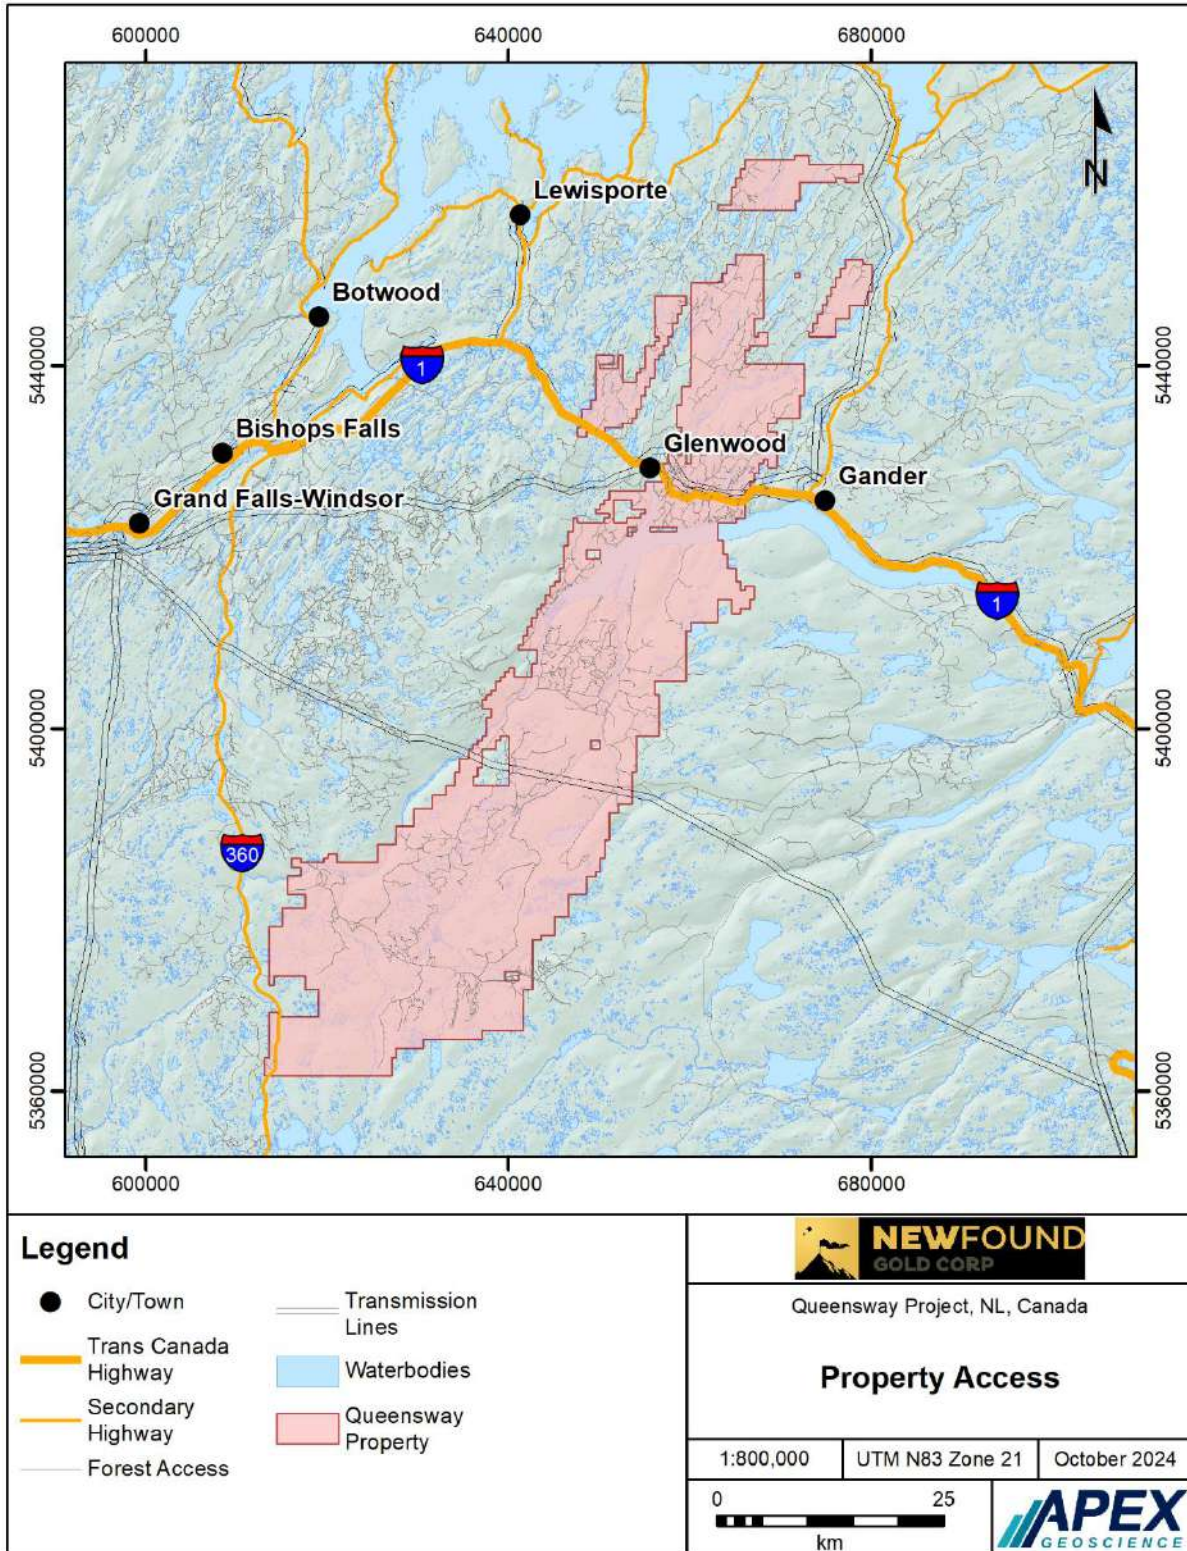 600000
640000
680000
N
Lewisporte
Botwood
5440000
5440000
1
Bishops Falls
Glenwood
Grand Falls-Windsor
Gander
1
5400000
5400000
360
5360000
5360000
600000
640000
680000
Legend
City/Town
Trans Canada
Highway
Secondary
Highway
Forest Access
Transmission
Lines
Waterbodies
Queensway
Property
NEWFOUND
GOLD CORP
Queensway Project, NL, Canada
Property Access
1:800,000
UTM N83 Zone 21
October 2024
0
25
km
APEX
GEOSCIENCE